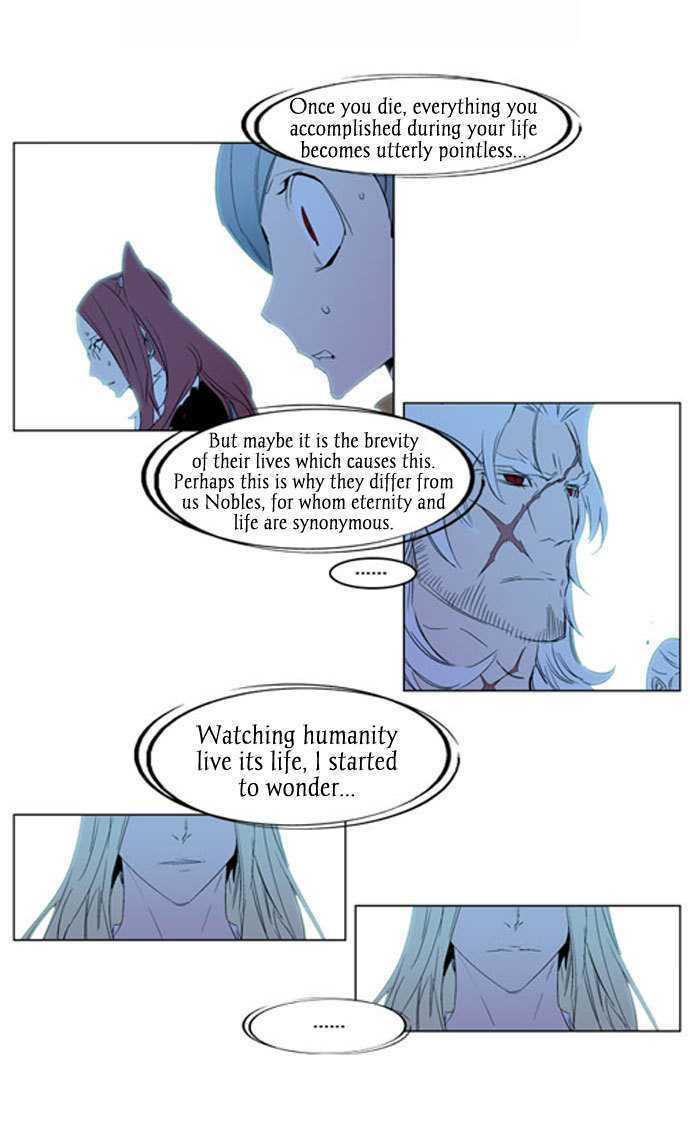 Once you die, everything you
accomplished during your life
becomes utterly pointless...
But maybe it is the brevity
of their lives which causes this.
Perhaps this is why they differ from
us Nobles, for whom eternity and
life are synonymous.
......
Watching humanity
live its life, I started
to wonder...
......